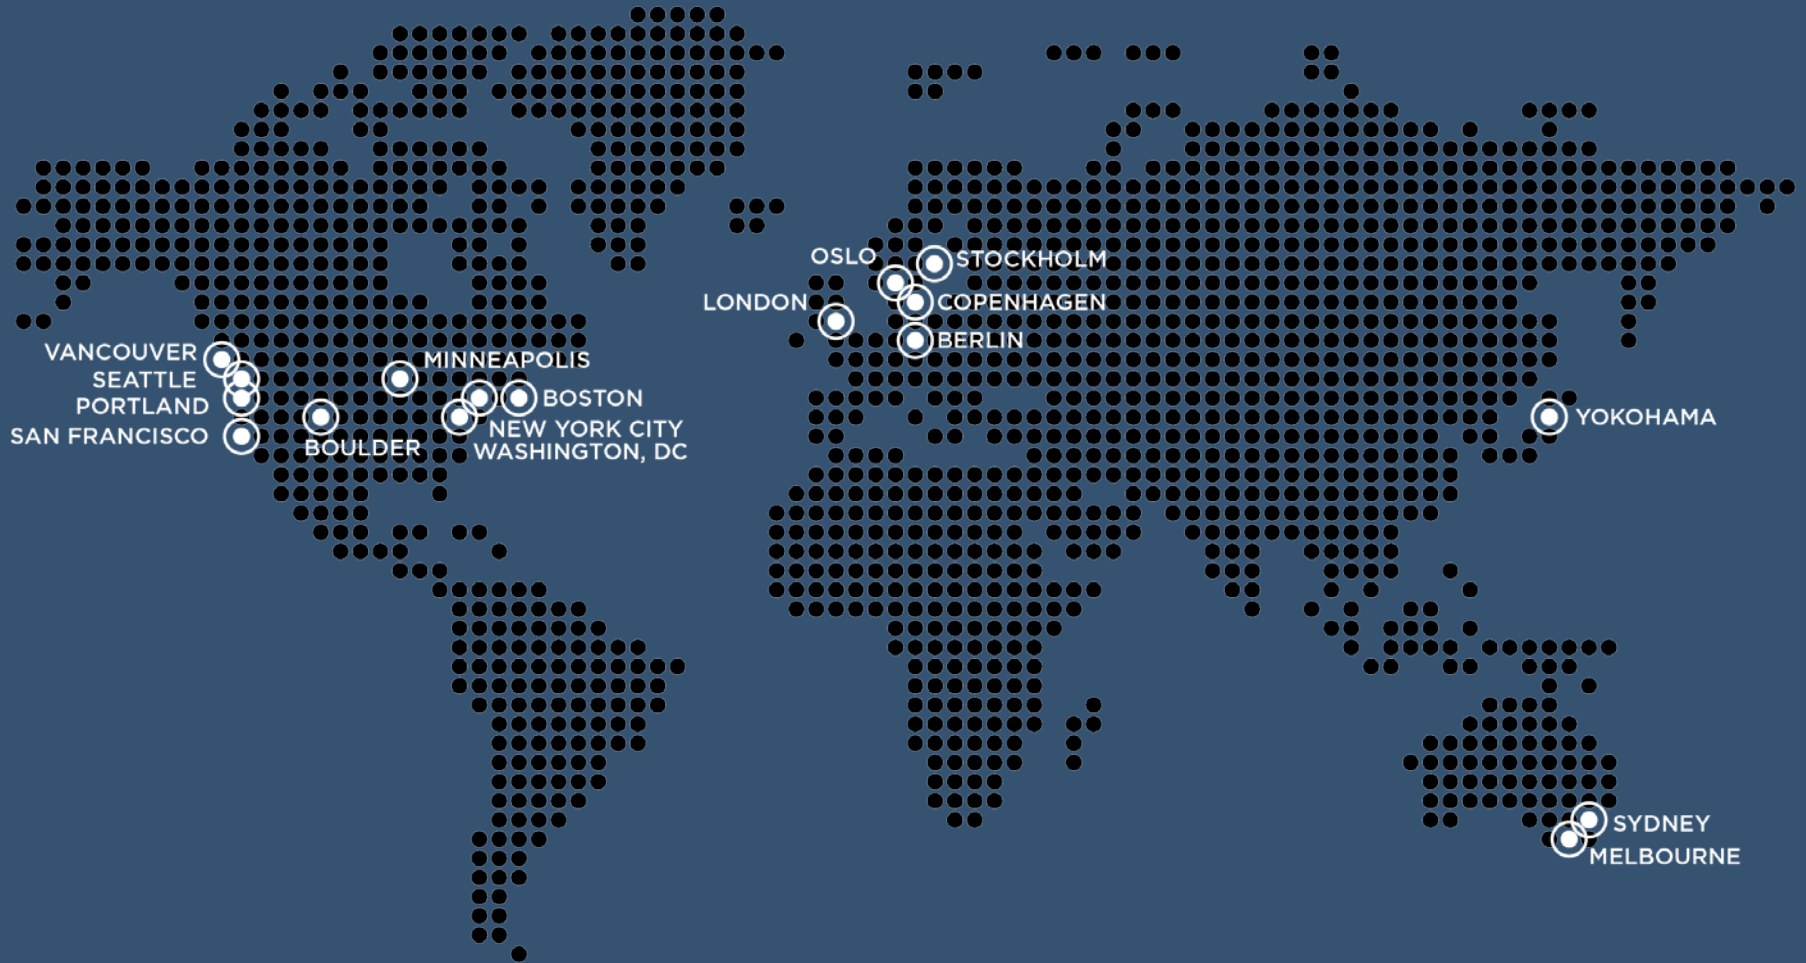 OSLO
STOCKHOLM
LONDON
COPENHAGEN
BERLIN
VANCOUVER
MINNEAPOLIS
SEATTLE
PORTLAND
BOSTON
SAN FRANCISCO
BOULDER
NEW YORK CITY
WASHINGTON, DC
YOKOHAMA
SYDNEY
MELBOURNE